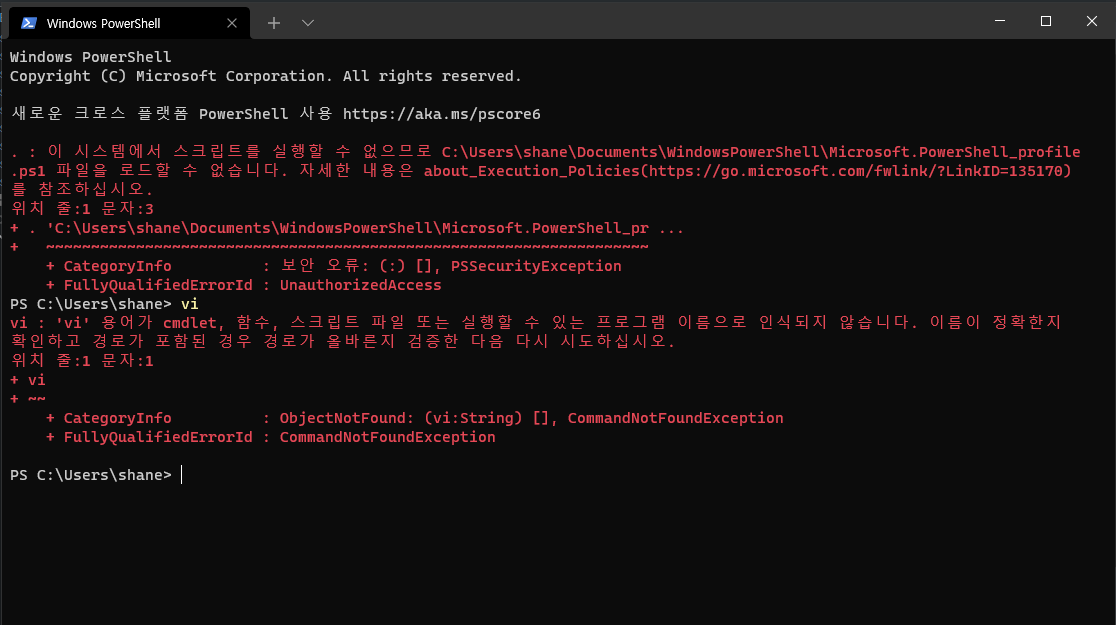 Windows PowerShell
Windows PowerShell
Copyright (C) Microsoft Corporation. All rights reserved.
새로운 크로스 플랫폼 PowerShell 사용 https://aka.ms/pscore6
. : 이 시스템에서 스크립트를 실행할 수 없으므로 C:\Users\shane\Documents\WindowsPowerShell\Microsoft.PowerShell_profile
.ps1 파일을 로드할 수 없습니다. 자세한 내용은 about_Execution_Policies(https://go.microsoft.com/fwlink/?LinkID=135170)
를 참조하십시오.
위치 줄:1 문자:3
+ . 'C:\Users\shane\Documents\WindowsPowerShell\Microsoft.PowerShell_pr ...
+   ~~~~~~~~~~~~~~~~~~~~~~~~~~~~~~~~~~~~~~~~~~~~~~~~~~~~~~~~~~~~~~~~~~~
    + CategoryInfo          : 보안 오류: (:) [], PSSecurityException
    + FullyQualifiedErrorId : UnauthorizedAccess
PS C:\Users\shane> vi
vi : 'vi' 용어가 cmdlet, 함수, 스크립트 파일 또는 실행할 수 있는 프로그램 이름으로 인식되지 않습니다. 이름이 정확한지
확인하고 경로가 포함된 경우 경로가 올바른지 검증한 다음 다시 시도하십시오.
위치 줄:1 문자:1
+ vi
+ ~~
    + CategoryInfo          : ObjectNotFound: (vi:String) [], CommandNotFoundException
    + FullyQualifiedErrorId : CommandNotFoundException
PS C:\Users\shane>